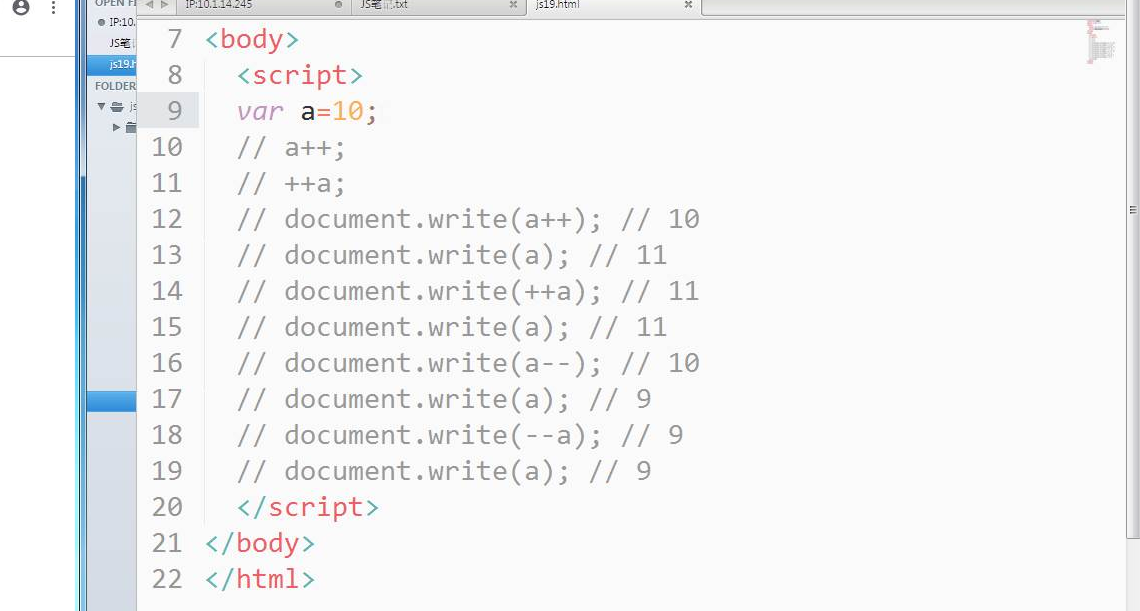 OPEN FI
IP:10.1.14.245
JS笔记.txt
js19.html
IP:10.
JS笔
js19.h
FOLDER
js
7 <body>
8 <script>
9 var a=10;
10 // a++;
11 // ++a;
12 // document.write(a++); // 10
13 // document.write(a); // 11
14 // document.write(++a); // 11
15 // document.write(a); // 11
16 // document.write(a--); // 10
17 // document.write(a); // 9
18 // document.write(--a); // 9
19 // document.write(a); // 9
20 </script>
21 </body>
22 </html>